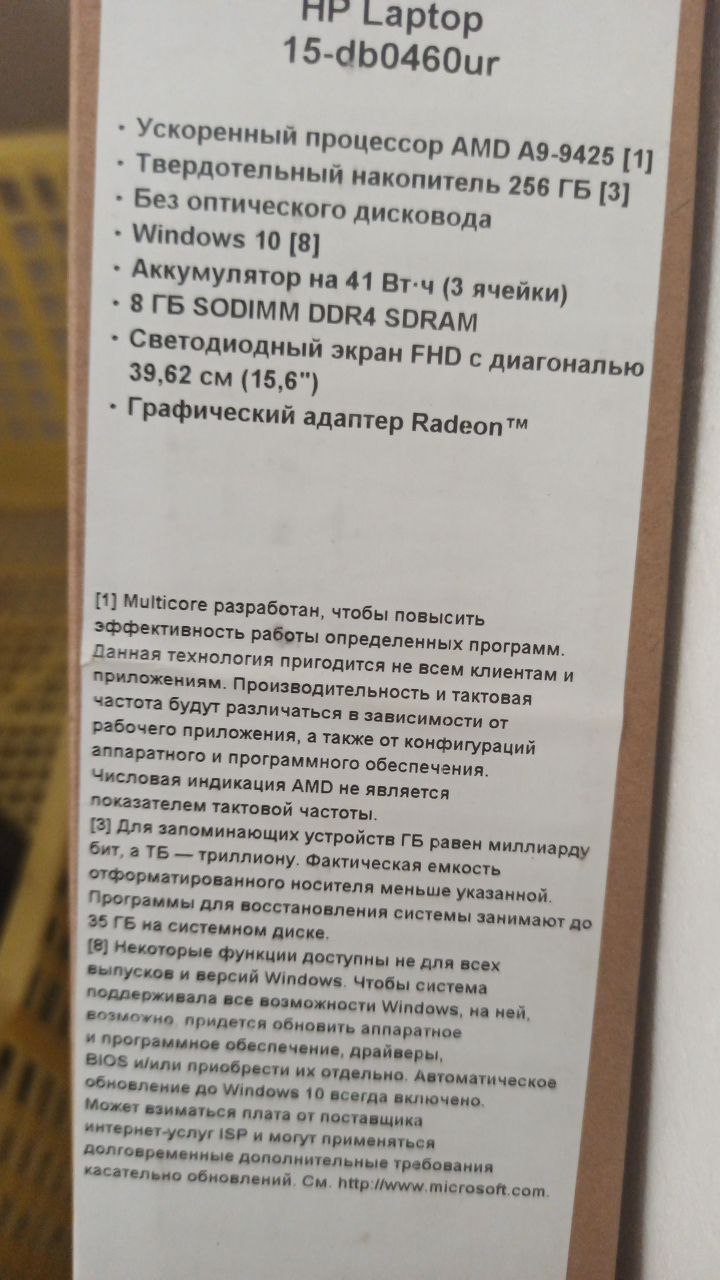 HP Laptop
15-db0460ur
· Ускоренный процессор AMD A9-9425 [1]
· Твердотельный накопитель 256 ГБ [3]
· Без оптического дисковода
· Windows 10 [8]
· Аккумулятор на 41 Вт·ч (3 ячейки)
· 8 ГБ SODIMM DDR4 SDRAM
· Светодиодный экран FHD с диагональю
39,62 см (15,6")
· Графический адаптер Radeon™
[1] Multicore разработан, чтобы повысить
эффективность работы определенных программ.
Данная технология пригодится не всем клиентам и
приложениям. Производительность и тактовая
частота будут различаться в зависимости от
рабочего приложения, а также от конфигураций
аппаратного и программного обеспечения.
Числовая индикация AMD не является
показателем тактовой частоты.
[3] Для запоминающих устройств ГБ равен миллиарду
бит, а ТБ — триллиону. Фактическая емкость
отформатированного носителя меньше указанной.
Программы для восстановления системы занимают до
35 ГБ на системном диске.
[8] Некоторые функции доступны не для всех
выпусков и версий Windows. Чтобы система
поддерживала все возможности Windows, на ней,
возможно, придется обновить аппаратное
и программное обеспечение, драйверы,
BIOS и/или приобрести их отдельно. Автоматическое
обновление до Windows 10 всегда включено.
Может взиматься плата от поставщика
интернет-услуг ISP и могут применяться
долговременные дополнительные требования
касательно обновлений. См. http://www.microsoft.com.